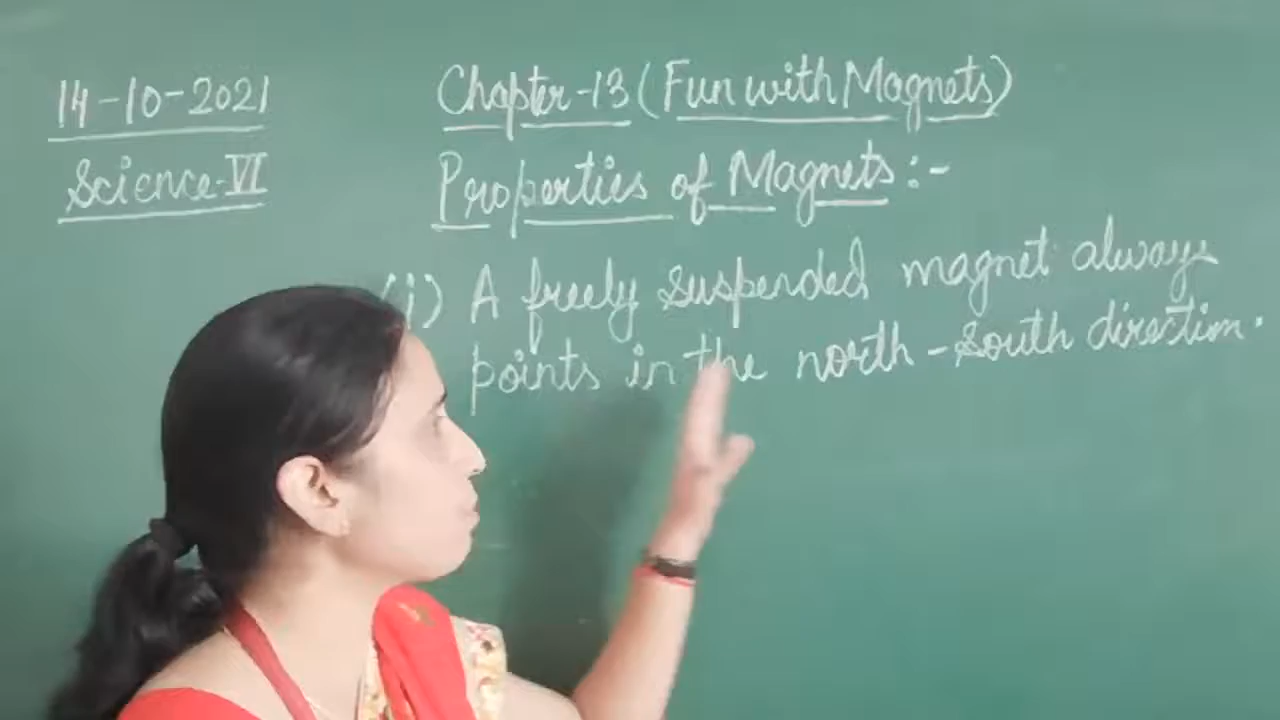 14-10-2021
Science-VI
Chapter-13 (Fun with Magnets)
Properties of Magnets:-
(i) A freely suspended magnet always
points in the north-south direction.